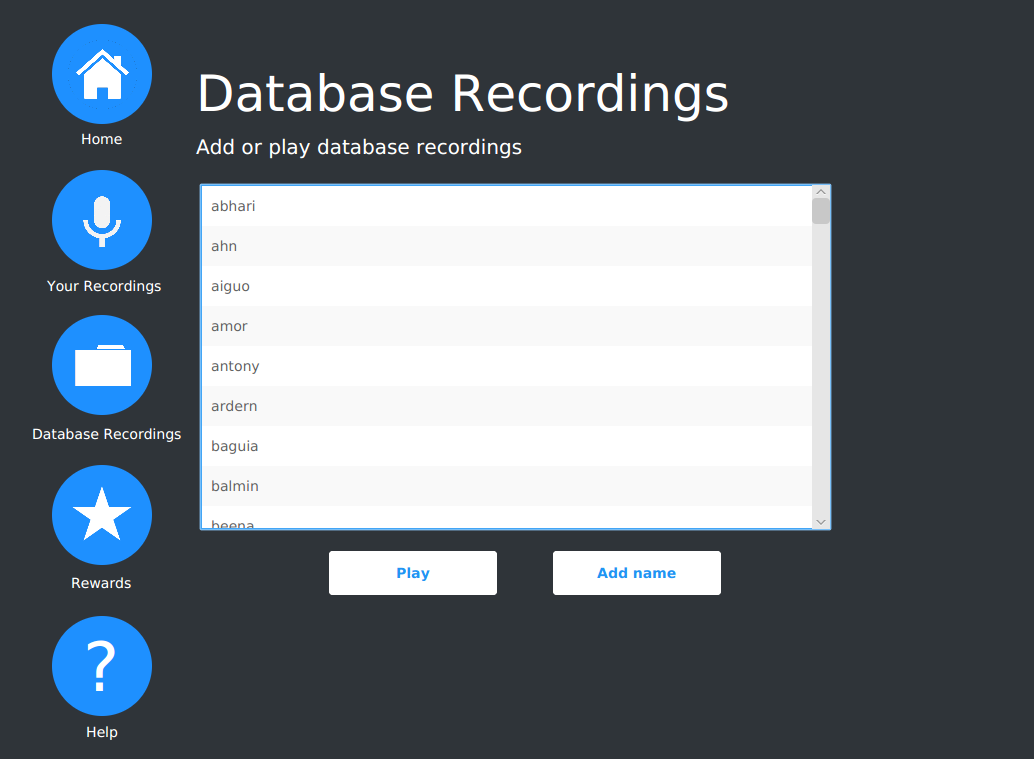 Home
Your Recordings
Database Recordings
Rewards
?
Help
Database Recordings
Add or play database recordings
abhari
ahn
aiguo
amor
antony
ardern
baguia
balmin
beena
Play
Add name